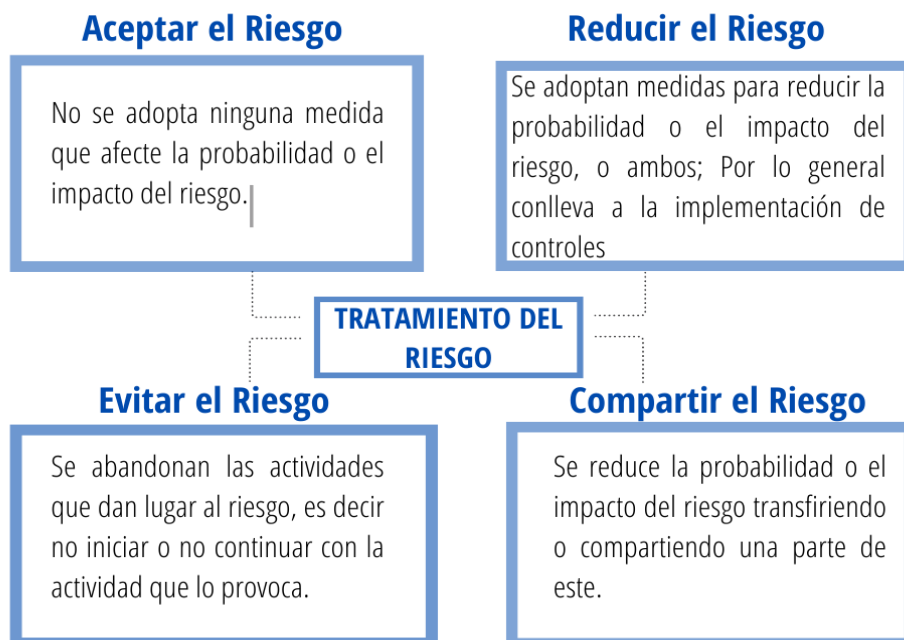 Aceptar el Riesgo
No se adopta ninguna medida
que afecte la probabilidad o el
impacto del riesgo.
Reducir el Riesgo
Se adoptan medidas para reducir la
probabilidad o el impacto del
riesgo, o ambos; Por lo general
conlleva a la implementación de
controles
TRATAMIENTO DEL
RIESGO
Evitar el Riesgo
Se abandonan las actividades
que dan lugar al riesgo, es decir
no iniciar o no continuar con la
actividad que lo provoca.
Compartir el Riesgo
Se reduce la probabilidad o el
impacto del riesgo transfiriendo
o compartiendo una parte de
este.